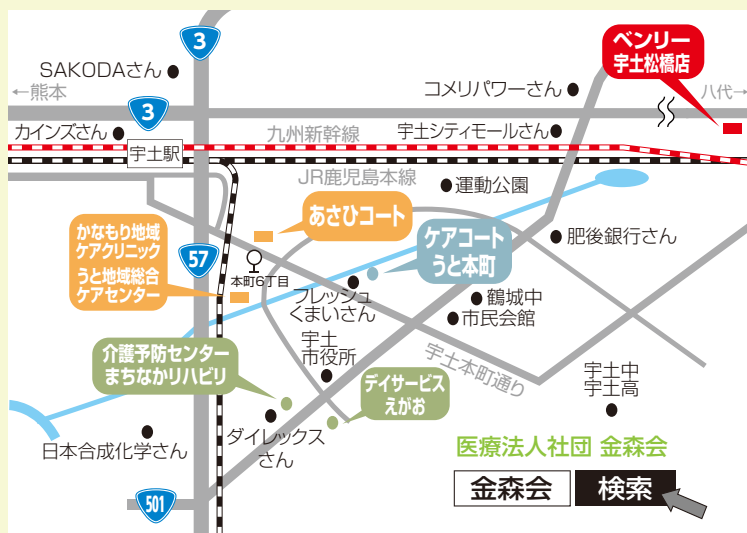 3
ベンリー
宇土松橋店
SAKODAさん
←熊本
コメリパワーさん
八代→
3
カインズさん
九州新幹線
宇土シティモールさん
宇土駅
JR鹿児島本線
運動公園
かなもり地域
ケアクリニック
うと地域総合
ケアセンター
あさひコート
57
ケアコート
うと本町
肥後銀行さん
本町6丁目
フレッシュ
くまいさん
鶴城中
市民会館
宇土
市役所
宇土本町通り
介護予防センター
まちなかリハビリ
デイサービス
えがお
宇土中
宇土高
日本合成化学さん
ダイレックス
さん
医療法人社団 金森会
501
金森会
検索